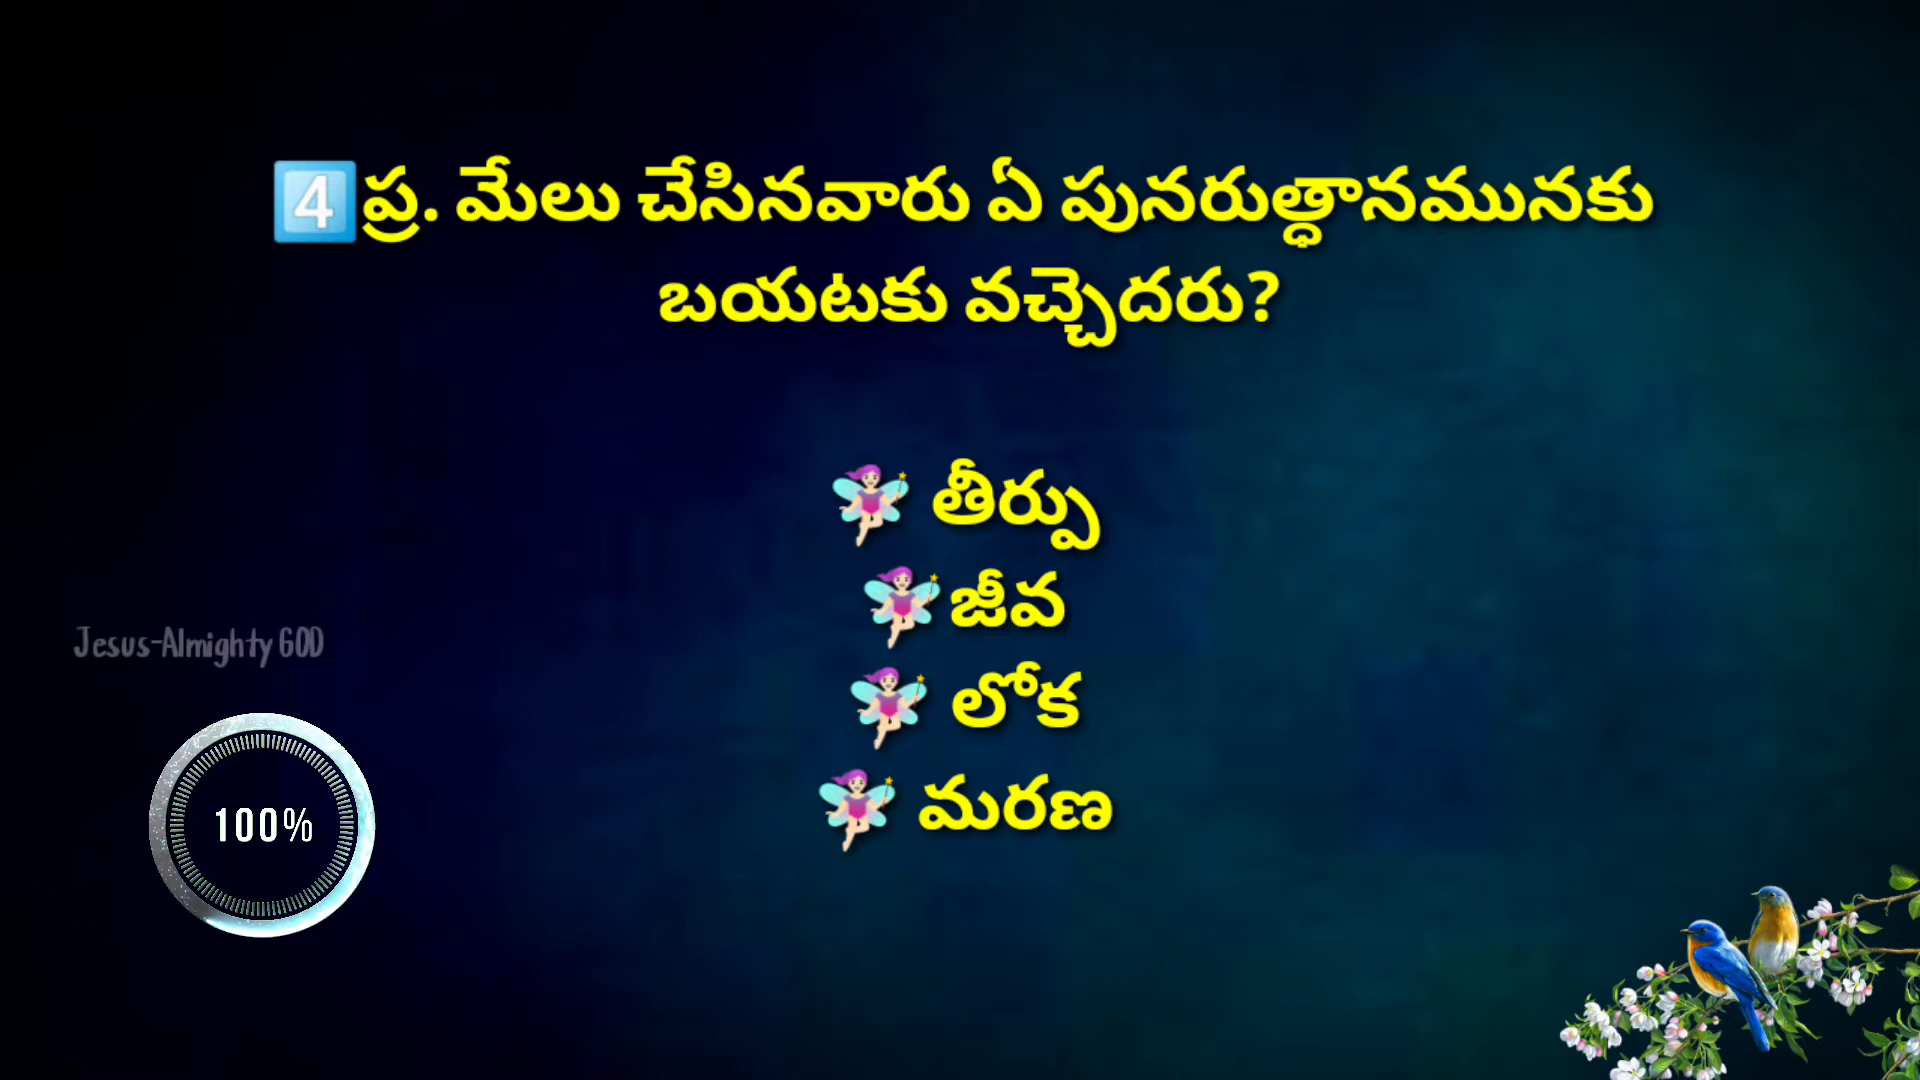 4️⃣ప్ర. మేలు చేసినవారు ఏ పునరుత్థానమునకు
బయటకు వచ్చెదరు?
🧚🏻‍♀️ తీర్పు
🧚🏻‍♀️జీవ
🧚🏻‍♀️ లోక
🧚🏻‍♀️ మరణ
Jesus-Almighty GOD
100%